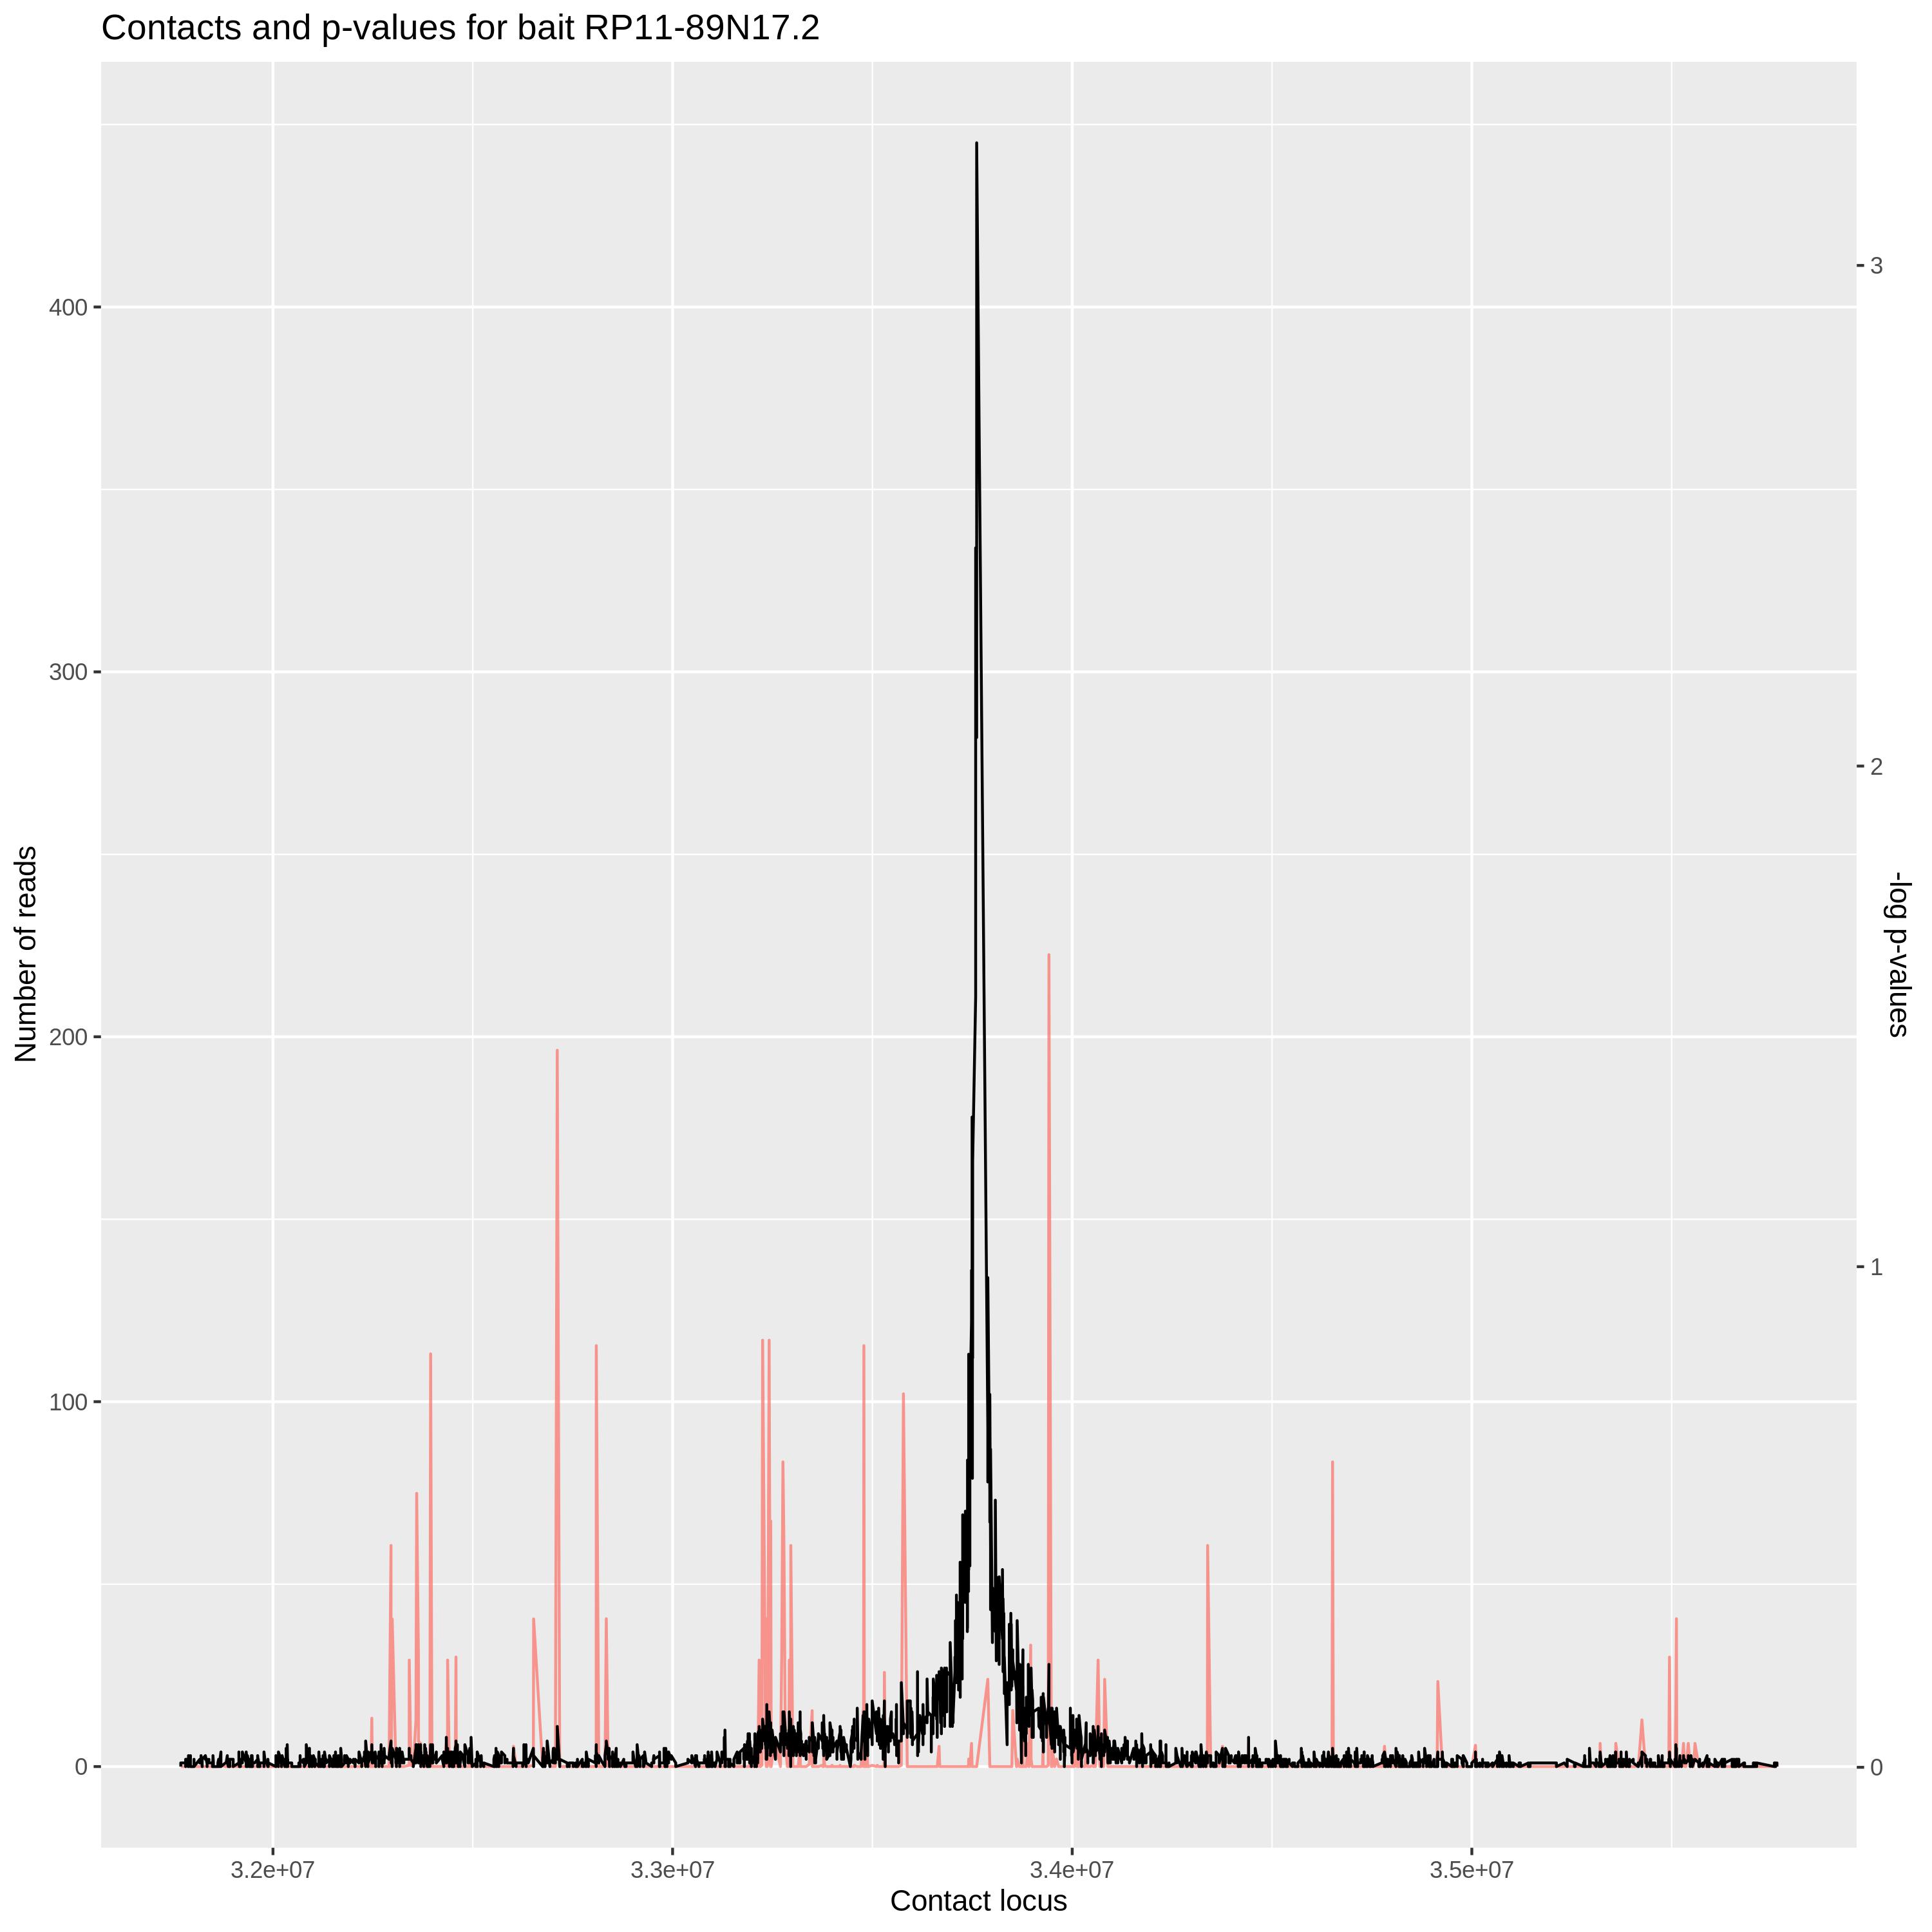 Contacts and p-values for bait RP11-89N17.2
400
300
200
100
0
3
2
1
0
Number of reads
-log p-values
3.2e+07
3.3e+07
3.4e+07
3.5e+07
Contact locus